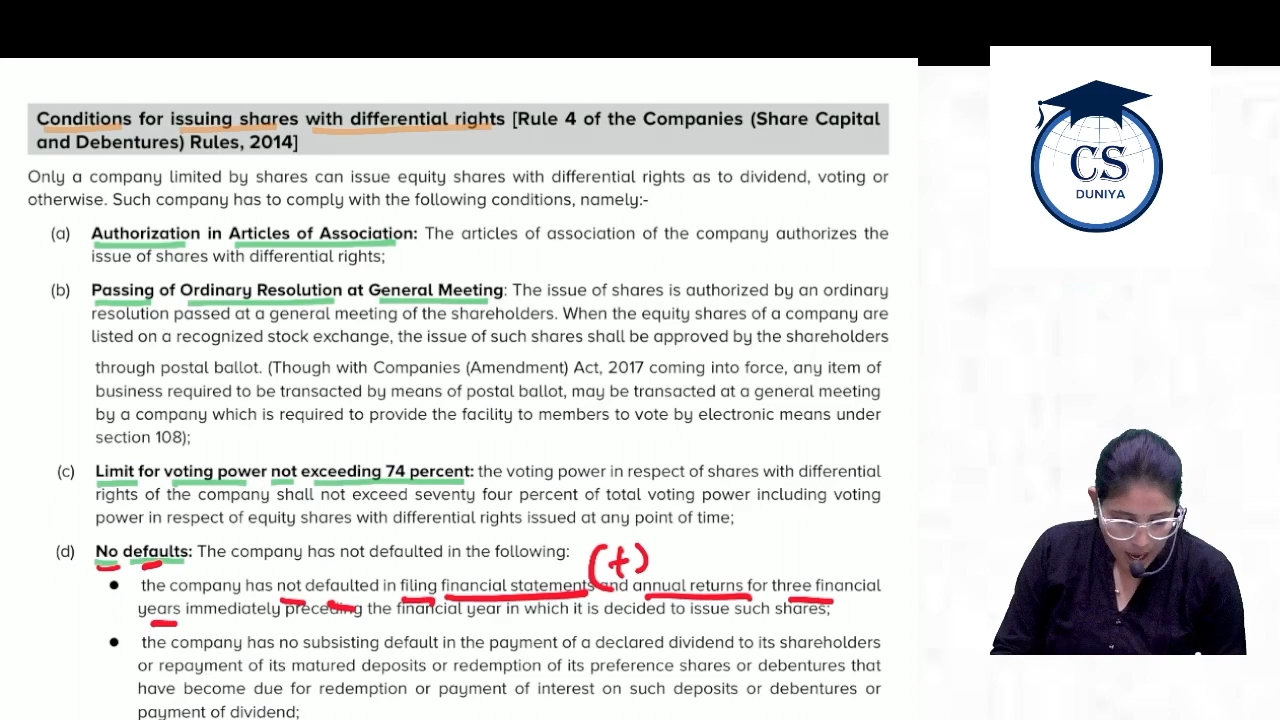 Conditions for issuing shares with differential rights [Rule 4 of the Companies (Share Capital
and Debentures) Rules, 2014]
Only a company limited by shares can issue equity shares with differential rights as to dividend, voting or
otherwise. Such company has to comply with the following conditions, namely:-
(a) Authorization in Articles of Association: The articles of association of the company authorizes the
issue of shares with differential rights;
(b) Passing of Ordinary Resolution at General Meeting: The issue of shares is authorized by an ordinary
resolution passed at a general meeting of the shareholders. When the equity shares of a company are
listed on a recognized stock exchange, the issue of such shares shall be approved by the shareholders
through postal ballot. (Though with Companies (Amendment) Act, 2017 coming into force, any item of
business required to be transacted by means of postal ballot, may be transacted at a general meeting
by a company which is required to provide the facility to members to vote by electronic means under
section 108);
(c) Limit for voting power not exceeding 74 percent: the voting power in respect of shares with differential
rights of the company shall not exceed seventy four percent of total voting power including voting
power in respect of equity shares with differential rights issued at any point of time;
(d) No defaults: The company has not defaulted in the following:
(+)
● the company has not defaulted in filing financial statements and annual returns for three financial
years immediately preceding the financial year in which it is decided to issue such shares;
● the company has no subsisting default in the payment of a declared dividend to its shareholders
or repayment of its matured deposits or redemption of its preference shares or debentures that
have become due for redemption or payment of interest on such deposits or debentures or
payment of dividend;
CS
DUNIYA